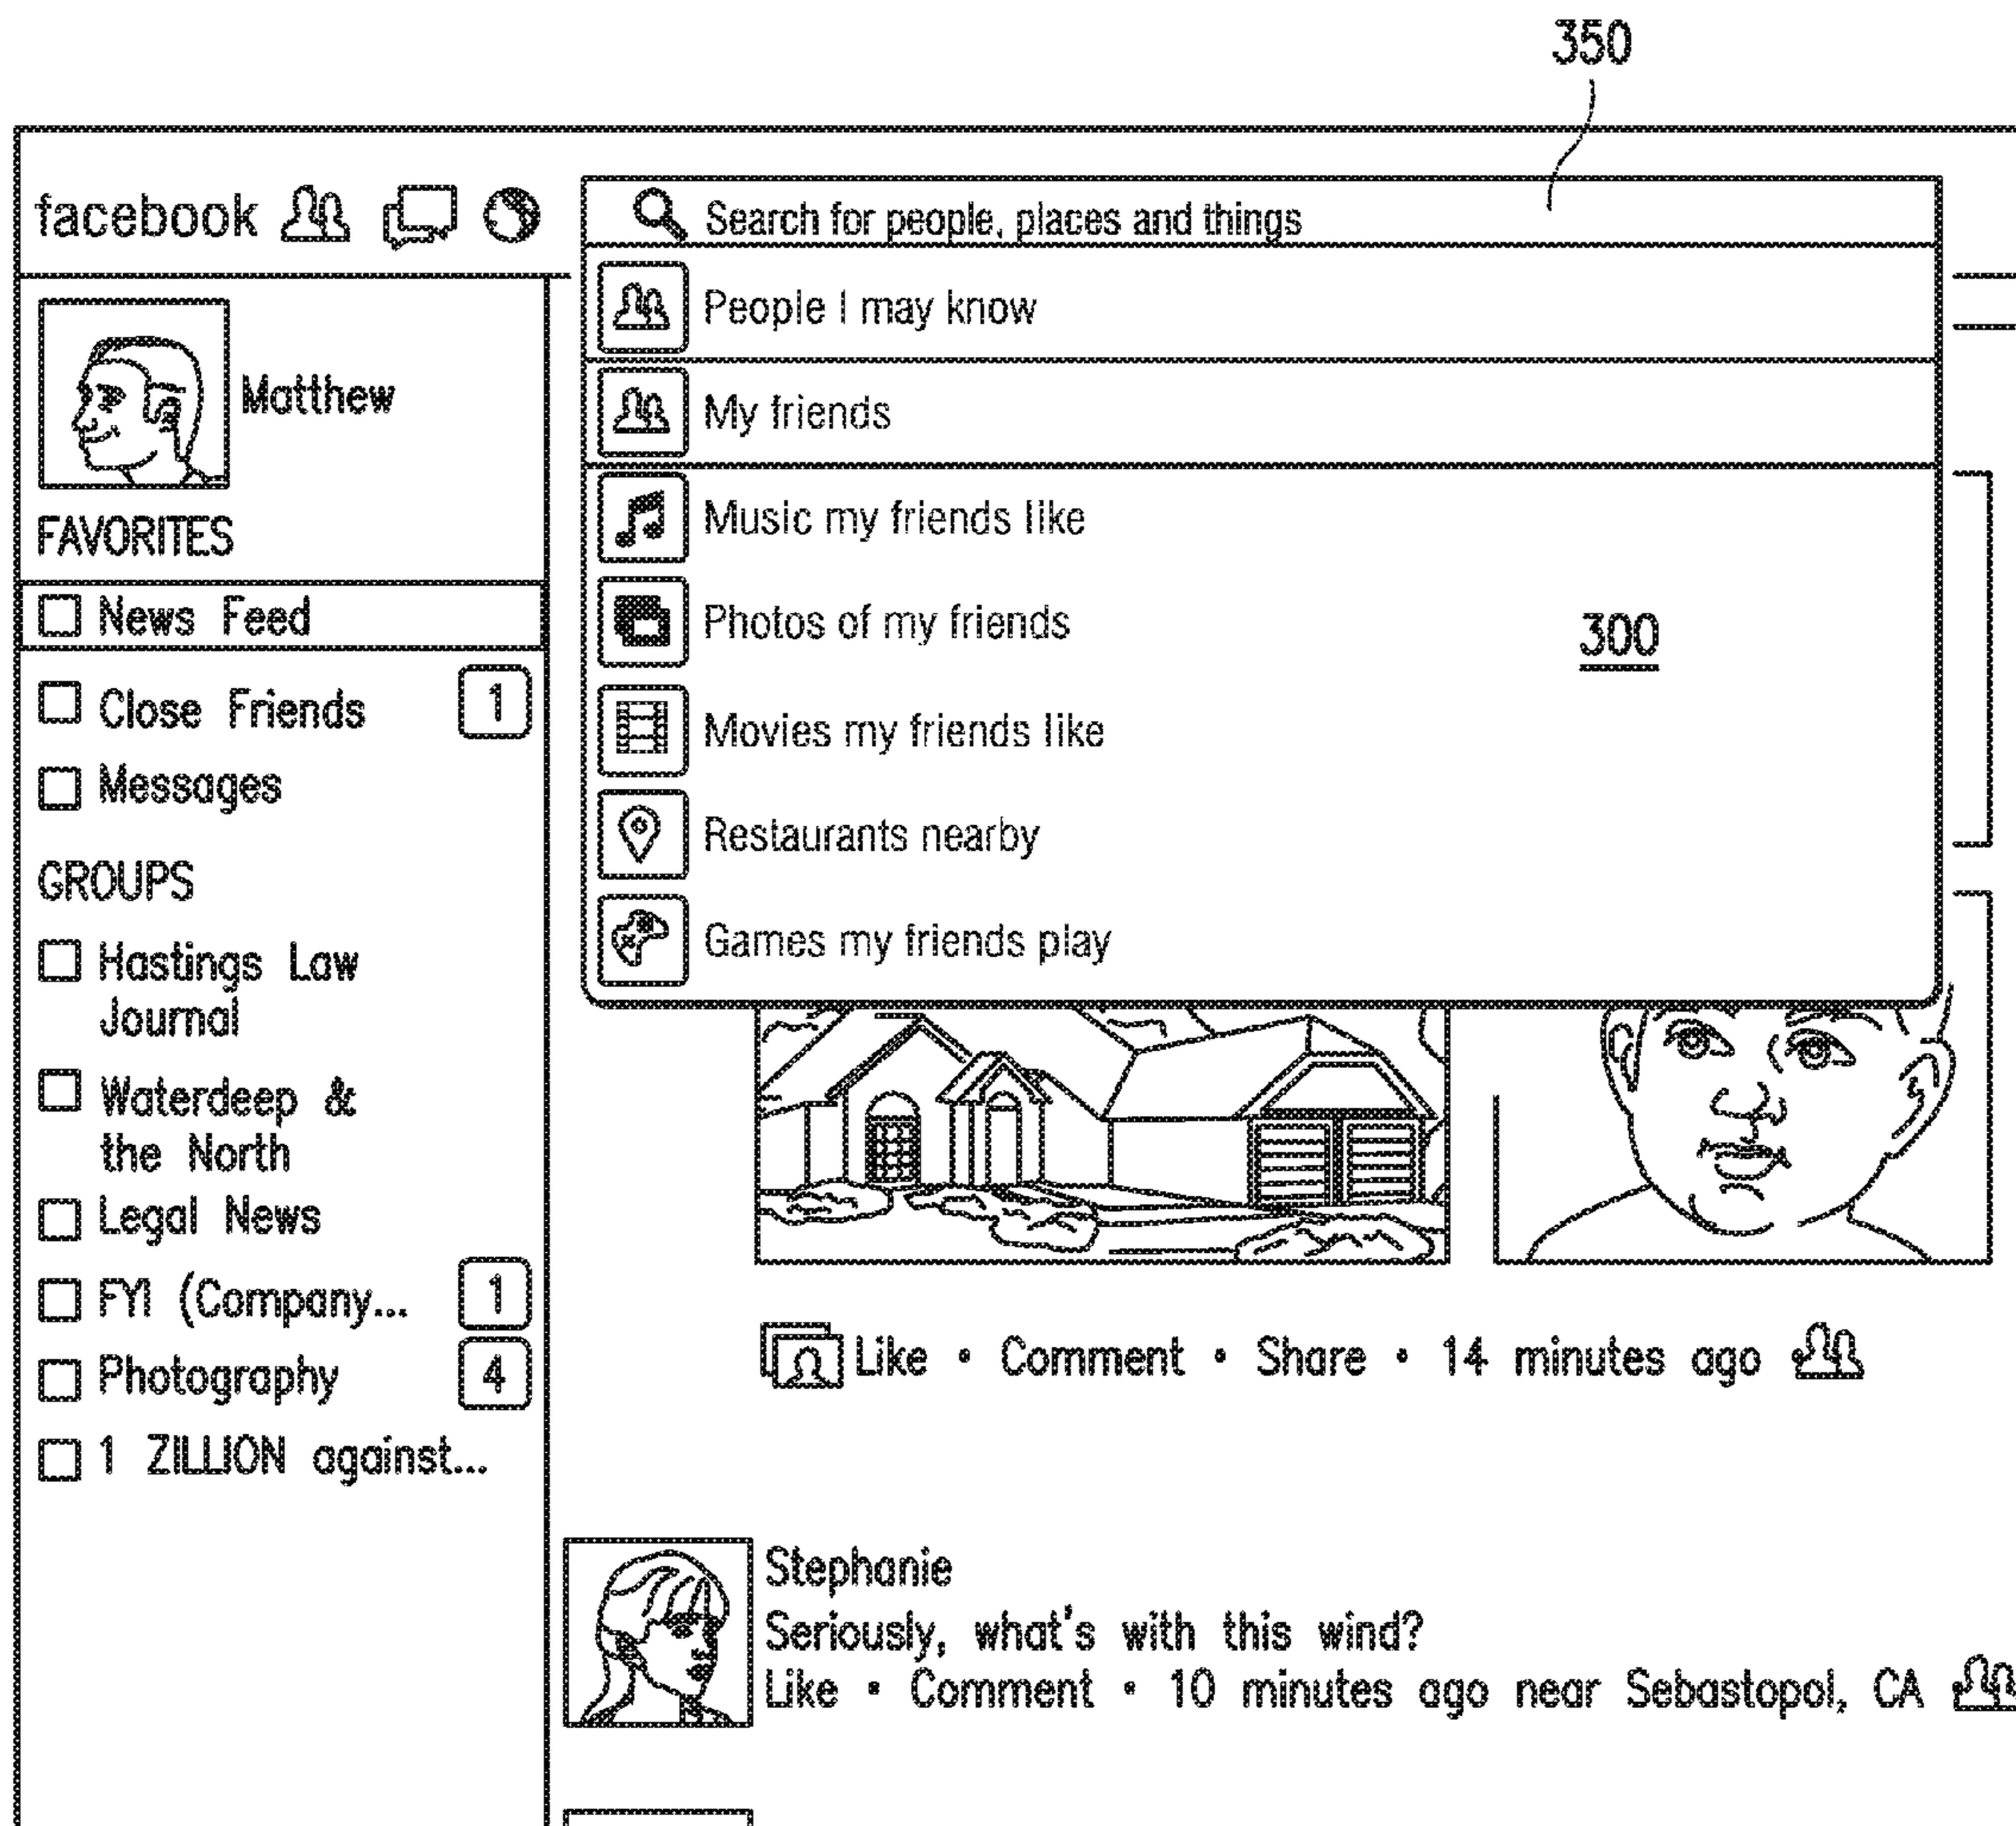 350
facebook
Search for people, places and things
People I may know
Matthew
My friends
Music my friends like
FAVORITES
News Feed
Photos of my friends
300
Close Friends 1
Movies my friends like
Messages
Restaurants nearby
GROUPS
Games my friends play
Hastings Law
Journal
Waterdeep &
the North
Legal News
FYI (Company... 1
Photography 4
1 ZILLION against...
Like • Comment • Share • 14 minutes ago •
Stephanie
Seriously, what's with this wind?
Like • Comment • 10 minutes ago near Sebastopol, CA •